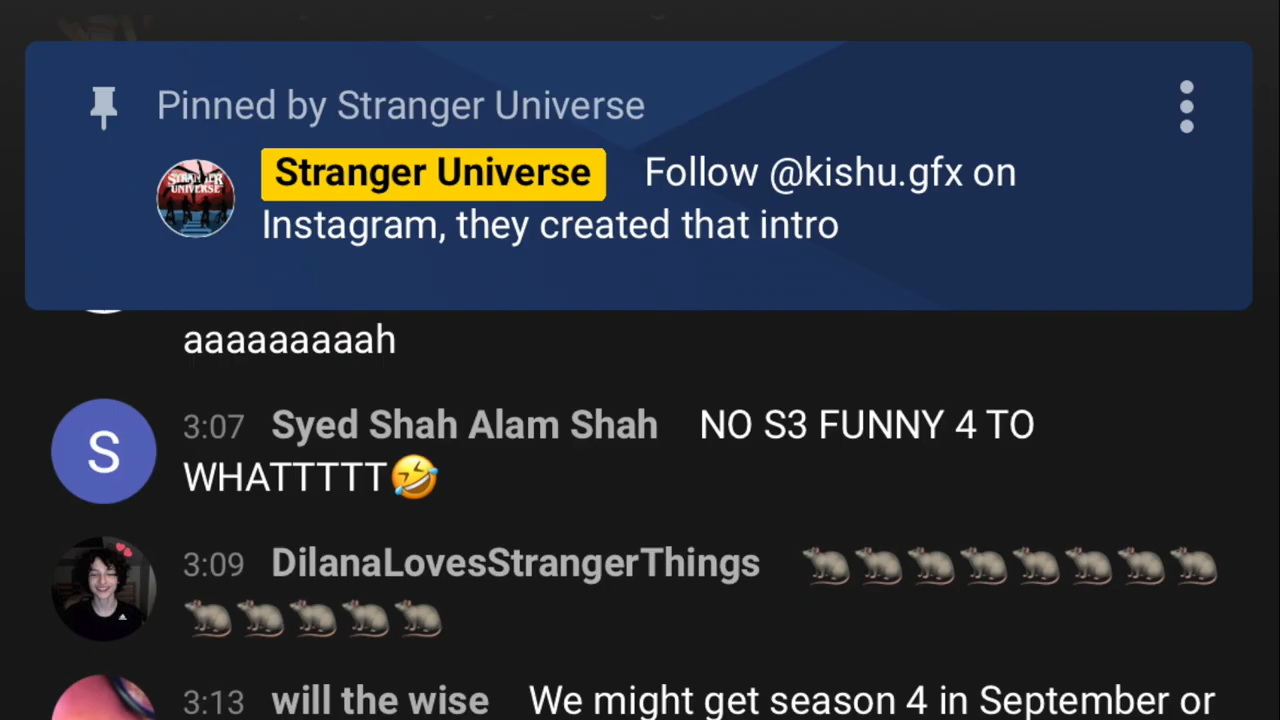 Pinned by Stranger Universe
STRANGER
UNIVERSE
Stranger Universe Follow @kishu.gfx on
Instagram, they created that intro
aaaaaaaaah
S
3:07 Syed Shah Alam Shah NO S3 FUNNY 4 TO
WHATTTTT🤣
3:09 DilanaLovesStrangerThings 🐀🐀🐀🐀🐀🐀🐀🐀
🐀🐀🐀🐀🐀
3:13 will the wise We might get season 4 in September or